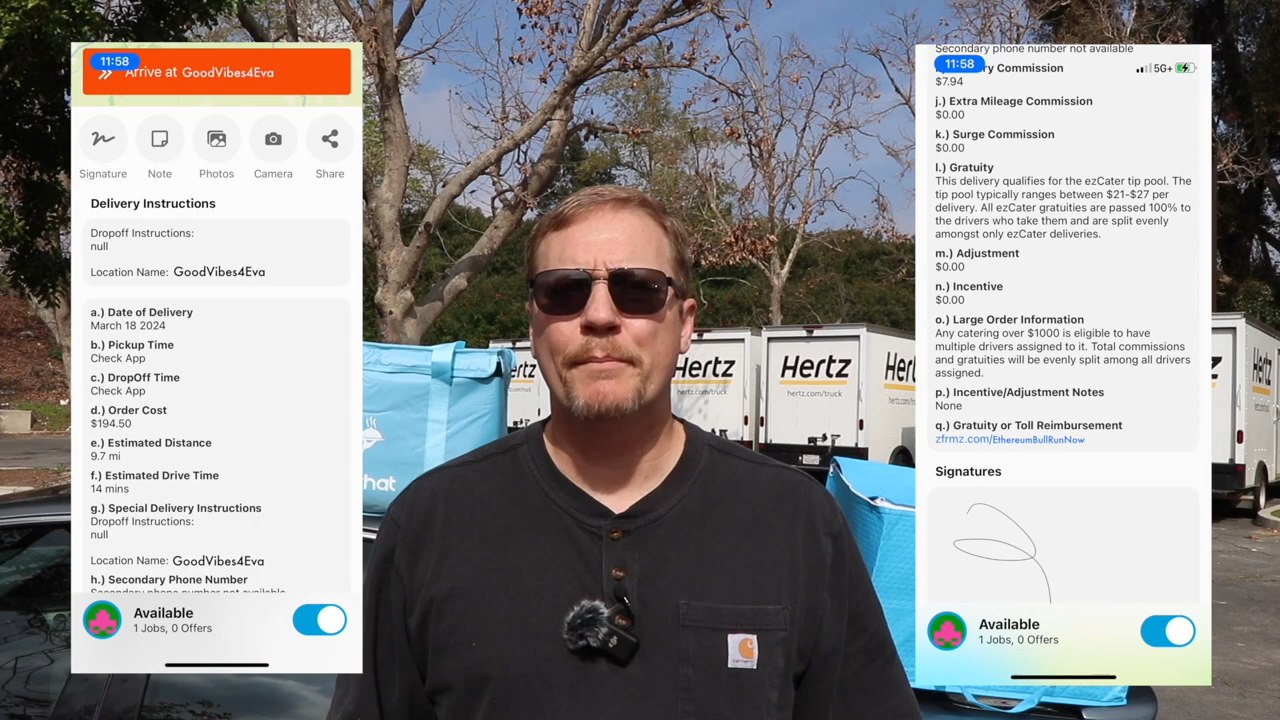 11:58
Arrive at GoodVibes4Eva
Signature
Note
Photos
Camera
Share
Delivery Instructions
Dropoff Instructions:
null
Location Name: GoodVibes4Eva
a.) Date of Delivery
March 18 2024
b.) Pickup Time
Check App
c.) DropOff Time
Check App
d.) Order Cost
$194.50
e.) Estimated Distance
9.7 mi
f.) Estimated Drive Time
14 mins
g.) Special Delivery Instructions
Dropoff Instructions:
null
Location Name: GoodVibes4Eva
h.) Secondary Phone Number
Secondary phone number not available
Available
1 Jobs, 0 Offers
hat
ertz
Hertz
hertz.com/truck
Hertz
hertz.com/truck
Hert
carhartt
Secondary phone number not available
11:58
5G+
Commission
$7.94
j.) Extra Mileage Commission
$0.00
k.) Surge Commission
$0.00
l.) Gratuity
This delivery qualifies for the ezCater tip pool. The
tip pool typically ranges between $21-$27 per
delivery. All ezCater gratuities are passed 100% to
the drivers who take them and are split evenly
amongst only ezCater deliveries.
m.) Adjustment
$0.00
n.) Incentive
$0.00
o.) Large Order Information
Any catering over $1000 is eligible to have
multiple drivers assigned to it. Total commissions
and gratuities will be evenly split among all drivers
assigned.
p.) Incentive/Adjustment Notes
None
q.) Gratuity or Toll Reimbursement
zfrmz.com/EthereumBullRunNow
Signatures
Available
1 Jobs, 0 Offers